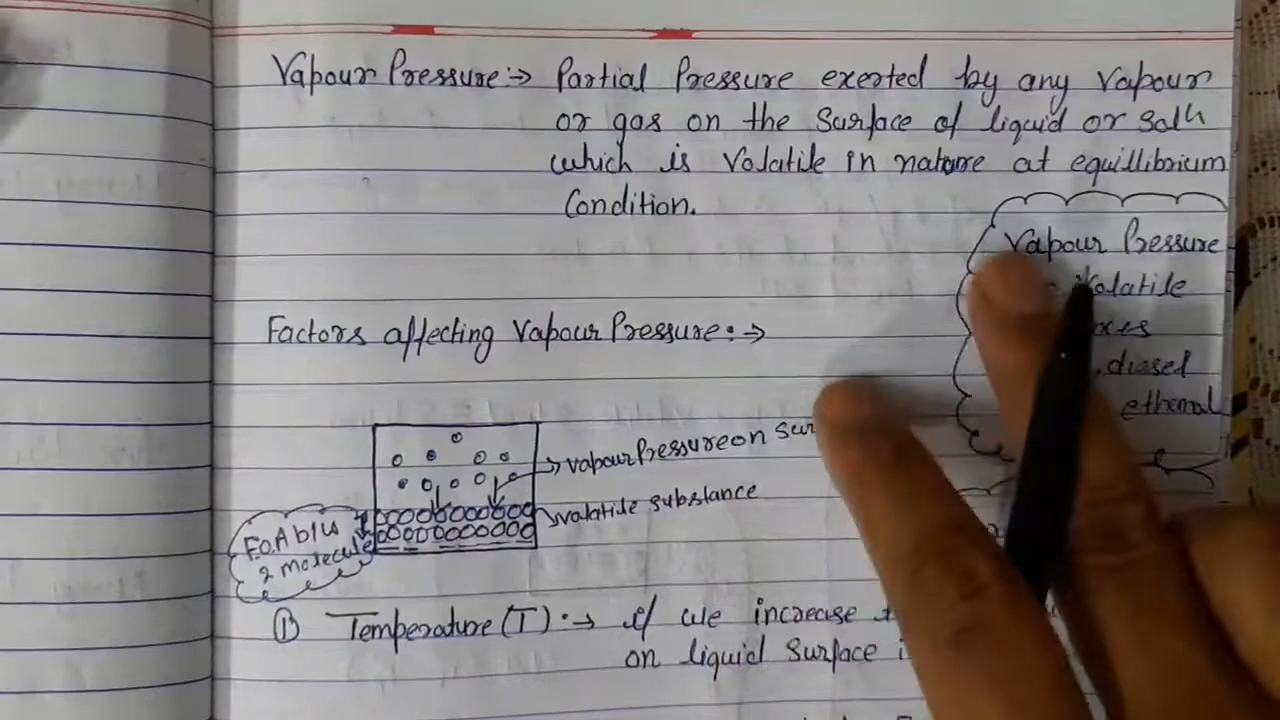 Vapour Pressure:→ Partial Pressure exerted by any vapour
or gas on the surface of liquid or solⁿ
which is volatile in nature at equillibrium
Condition.
Vapour Pressure
volatile
diesel
ethanol
Factors affecting Vapour Pressure:→
vapour Pressure on sur
volatile substance
F.O.A b/w
2 molecule
① Temperature (T):→ if we increase
on liquid surface